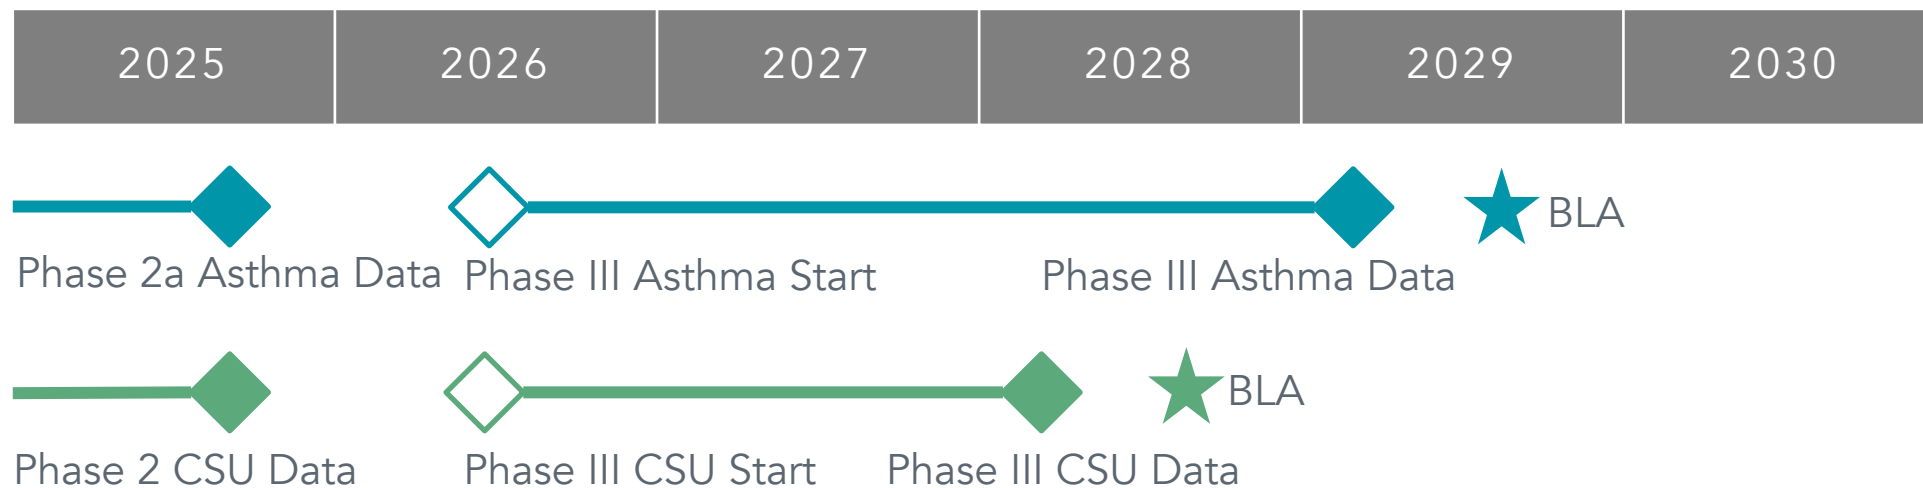 2025 2026 2027 2028 2029 2030
BLA
Phase 2a Asthma Data Phase III Asthma Start Phase III Asthma Data
BLA
Phase 2 CSU Data Phase III CSU Start Phase III CSU Data